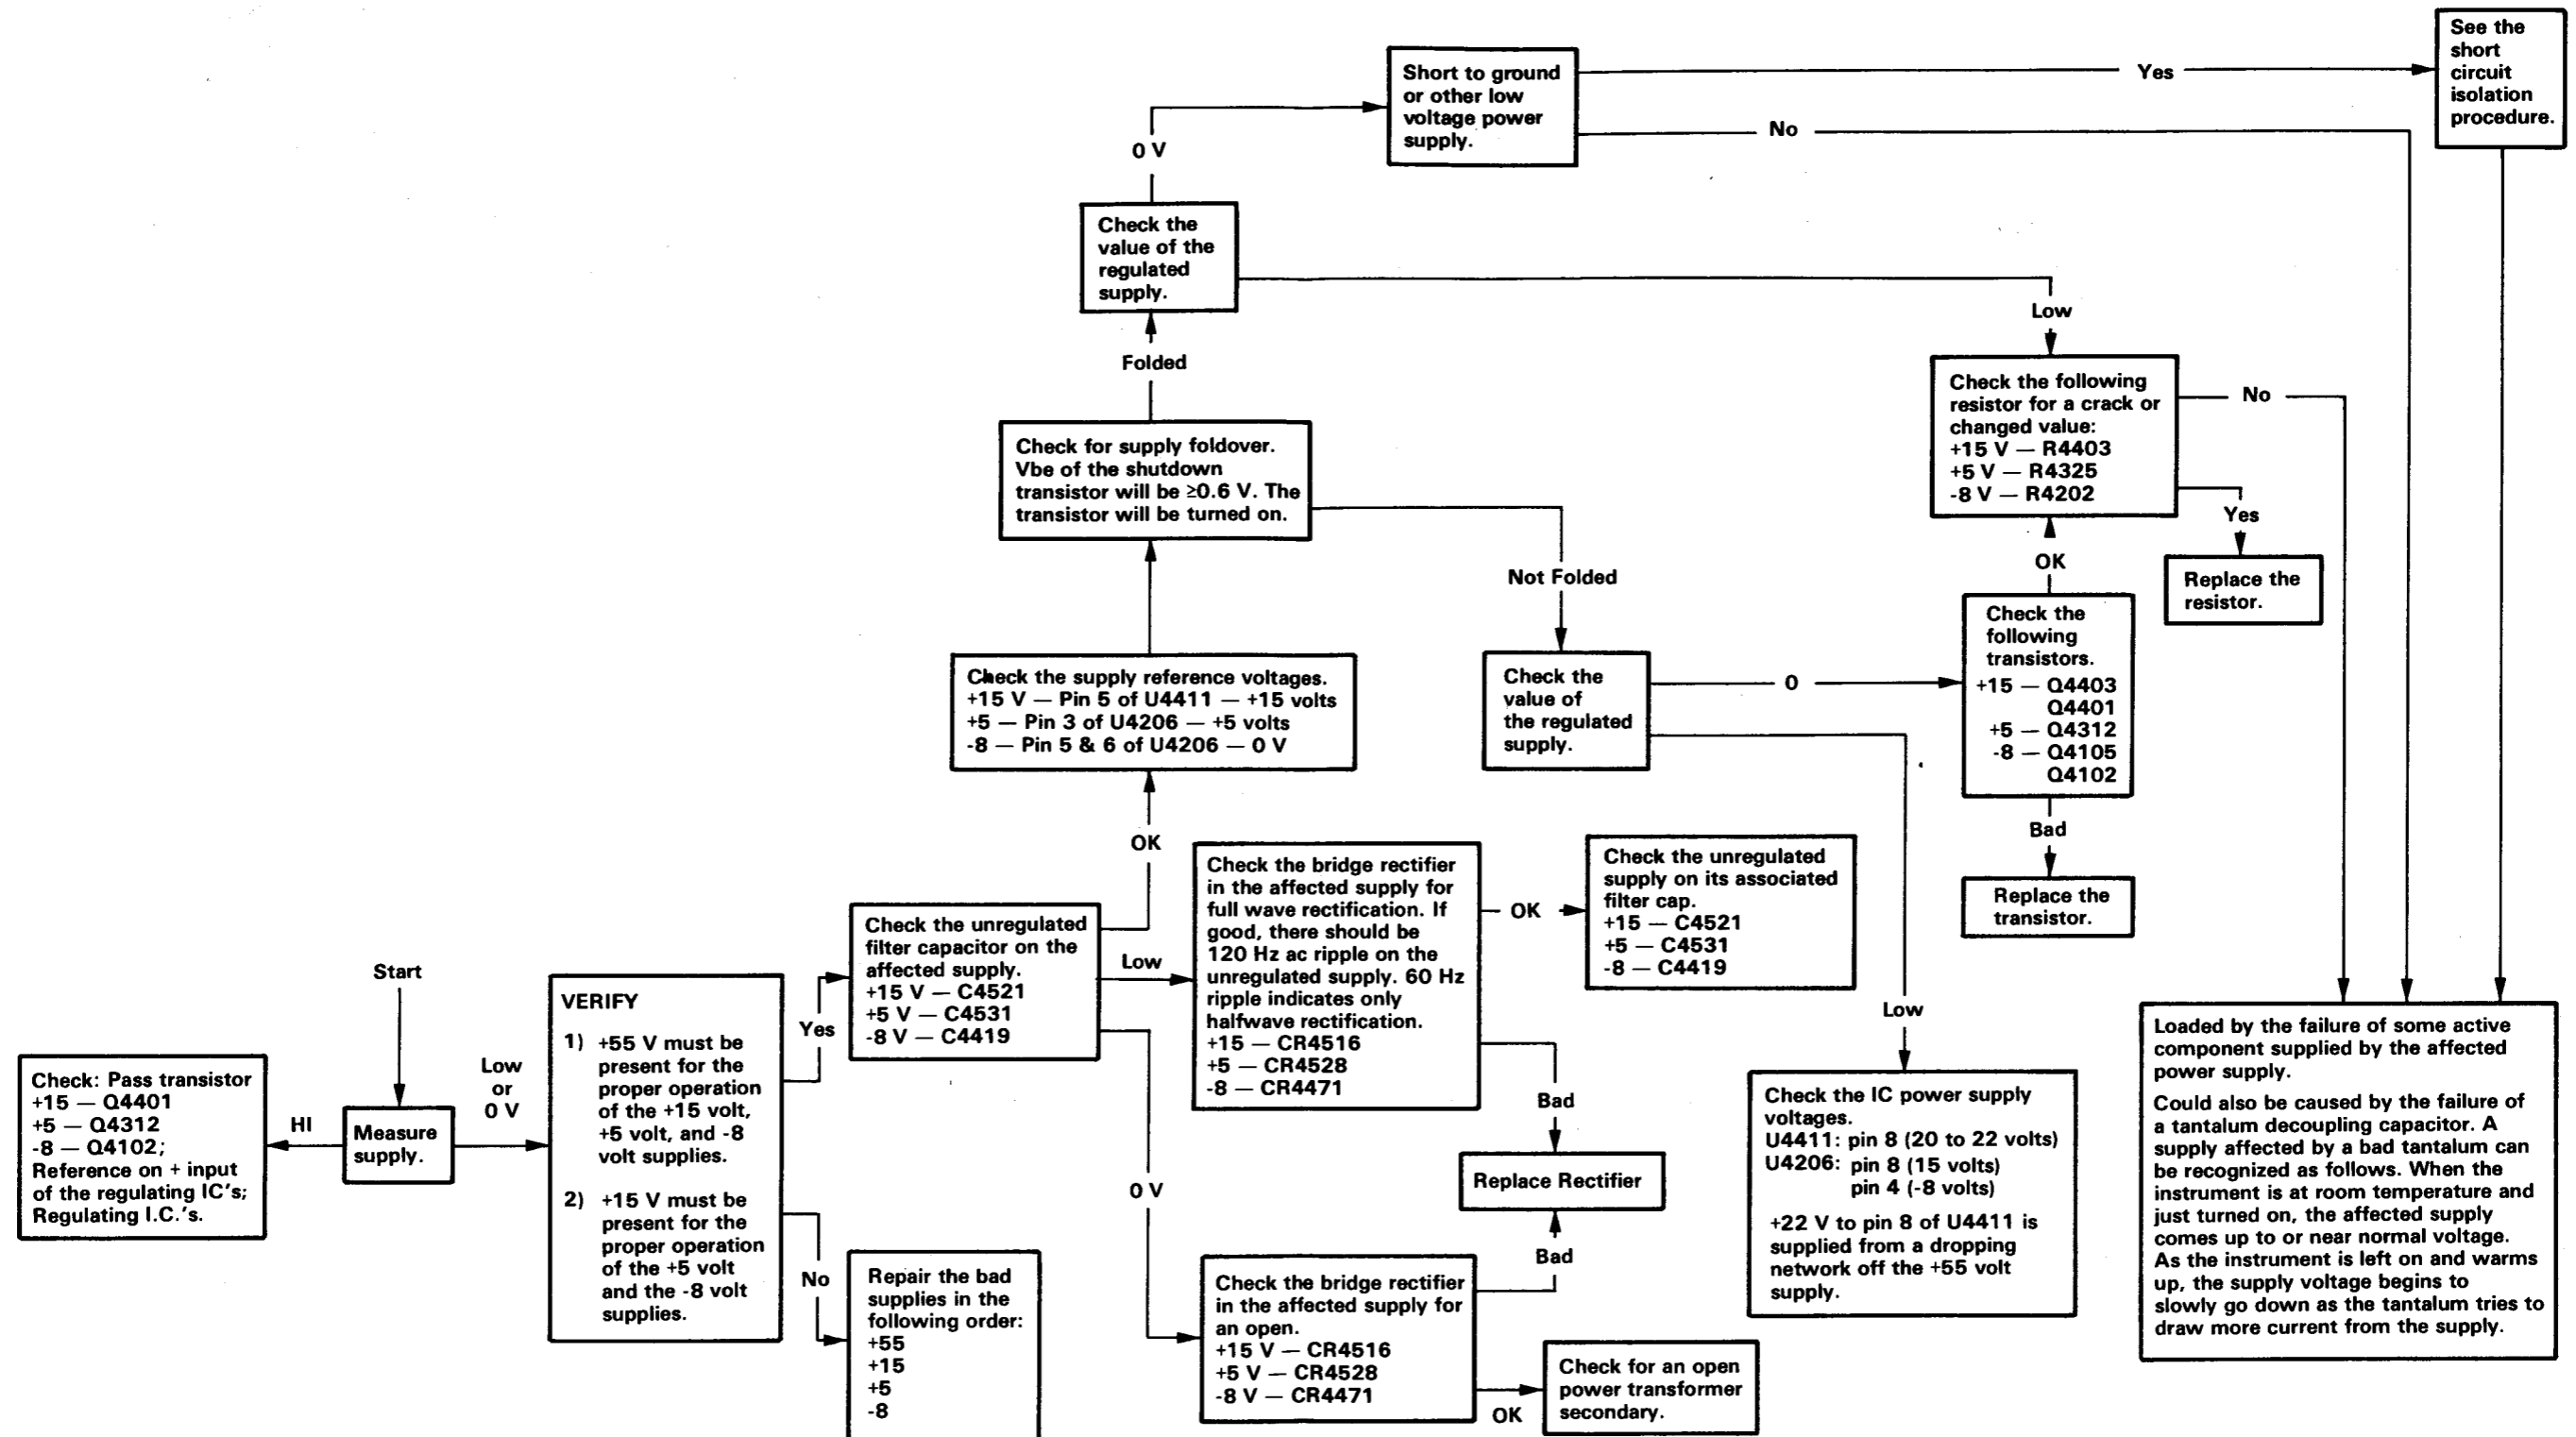 See the
short
circuit
isolation
procedure.
Short to ground
or other low
voltage power
supply.
Yes
No
0 V
Check the
value of the
regulated
supply.
Low
Folded
Check the following
resistor for a crack or
changed value:
+15 V — R4403
+5 V — R4325
-8 V — R4202
No
Yes
Replace the
resistor.
Check for supply foldover.
Vbe of the shutdown
transistor will be ≥0.6 V. The
transistor will be turned on.
Not Folded
OK
Check the
following
transistors.
+15 — Q4403
Q4401
+5 — Q4312
-8 — Q4105
Q4102
Bad
Replace the
transistor.
Check the supply reference voltages.
+15 V — Pin 5 of U4411 — +15 volts
+5 — Pin 3 of U4206 — +5 volts
-8 — Pin 5 & 6 of U4206 — 0 V
Check the
value of
the regulated
supply.
O
Low
OK
Check the bridge rectifier
in the affected supply for
full wave rectification. If
good, there should be
120 Hz ac ripple on the
unregulated supply. 60 Hz
ripple indicates only
halfwave rectification.
+15 — CR4516
+5 — CR4528
-8 — CR4471
OK
Check the unregulated
supply on its associated
filter cap.
+15 — C4521
+5 — C4531
-8 — C4419
Check the unregulated
filter capacitor on the
affected supply.
+15 V — C4521
+5 V — C4531
-8 V — C4419
Low
0 V
Bad
Replace Rectifier
Bad
Start
Check: Pass transistor
+15 — Q4401
+5 — Q4312
-8 — Q4102;
Reference on + input
of the regulating IC's;
Regulating I.C.'s.
HI
Measure
supply.
Low
or
0 V
VERIFY
1) +55 V must be
present for the
proper operation
of the +15 volt,
+5 volt, and -8
volt supplies.
2) +15 V must be
present for the
proper operation
of the +5 volt
and the -8 volt
supplies.
Yes
No
Repair the bad
supplies in the
following order:
+55
+15
+5
-8
Check the bridge rectifier
in the affected supply for
an open.
+15 V — CR4516
+5 V — CR4528
-8 V — CR4471
OK
Check for an open
power transformer
secondary.
Check the IC power supply
voltages.
U4411: pin 8 (20 to 22 volts)
U4206: pin 8 (15 volts)
pin 4 (-8 volts)
+22 V to pin 8 of U4411 is
supplied from a dropping
network off the +55 volt
supply.
Loaded by the failure of some active
component supplied by the affected
power supply.
Could also be caused by the failure of
a tantalum decoupling capacitor. A
supply affected by a bad tantalum can
be recognized as follows. When the
instrument is at room temperature and
just turned on, the affected supply
comes up to or near normal voltage.
As the instrument is left on and warms
up, the supply voltage begins to
slowly go down as the tantalum tries to
draw more current from the supply.